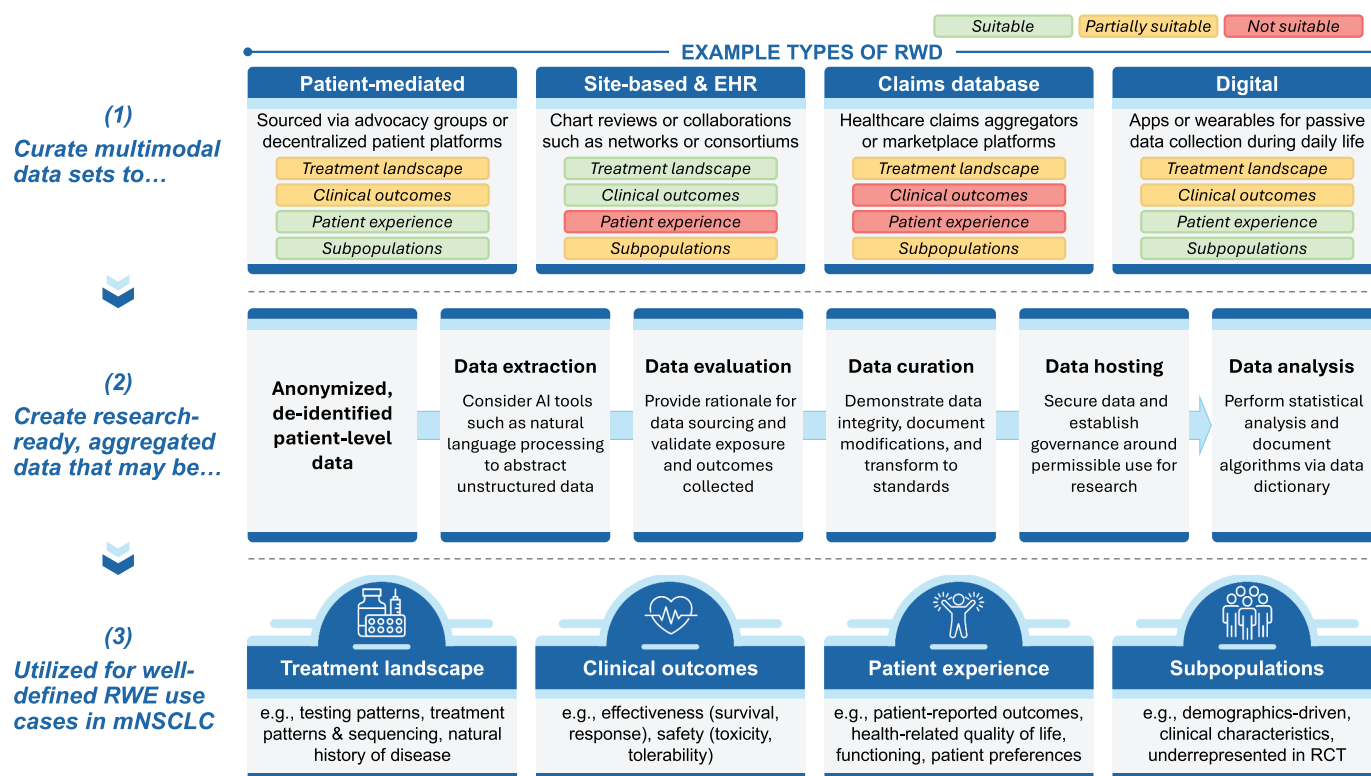 Suitable
Partially suitable
Not suitable
EXAMPLE TYPES OF RWD
(1)
Curate multimodal
data sets to…
Patient-mediated
Sourced via advocacy groups or
decentralized patient platforms
Treatment landscape
Clinical outcomes
Patient experience
Subpopulations
Site-based & EHR
Chart reviews or collaborations
such as networks or consortiums
Treatment landscape
Clinical outcomes
Patient experience
Subpopulations
Claims database
Healthcare claims aggregators
or marketplace platforms
Treatment landscape
Clinical outcomes
Patient experience
Subpopulations
Digital
Apps or wearables for passive
data collection during daily life
Treatment landscape
Clinical outcomes
Patient experience
Subpopulations
(2)
Create research-
ready, aggregated
data that may be…
Anonymized,
de-identified
patient-level
data
Data extraction
Consider AI tools
such as natural
language processing
to abstract
unstructured data
Data evaluation
Provide rationale for
data sourcing and
validate exposure
and outcomes
collected
Data curation
Demonstrate data
integrity, document
modifications, and
transform to
standards
Data hosting
Secure data and
establish
governance around
permissible use for
research
Data analysis
Perform statistical
analysis and
document
algorithms via data
dictionary
(3)
Utilized for well-
defined RWE use
cases in mNSCLC
Treatment landscape
e.g., testing patterns, treatment
patterns & sequencing, natural
history of disease
Clinical outcomes
e.g., effectiveness (survival,
response), safety (toxicity,
tolerability)
Patient experience
e.g., patient-reported outcomes,
health-related quality of life,
functioning, patient preferences
Subpopulations
e.g., demographics-driven,
clinical characteristics,
underrepresented in RCT